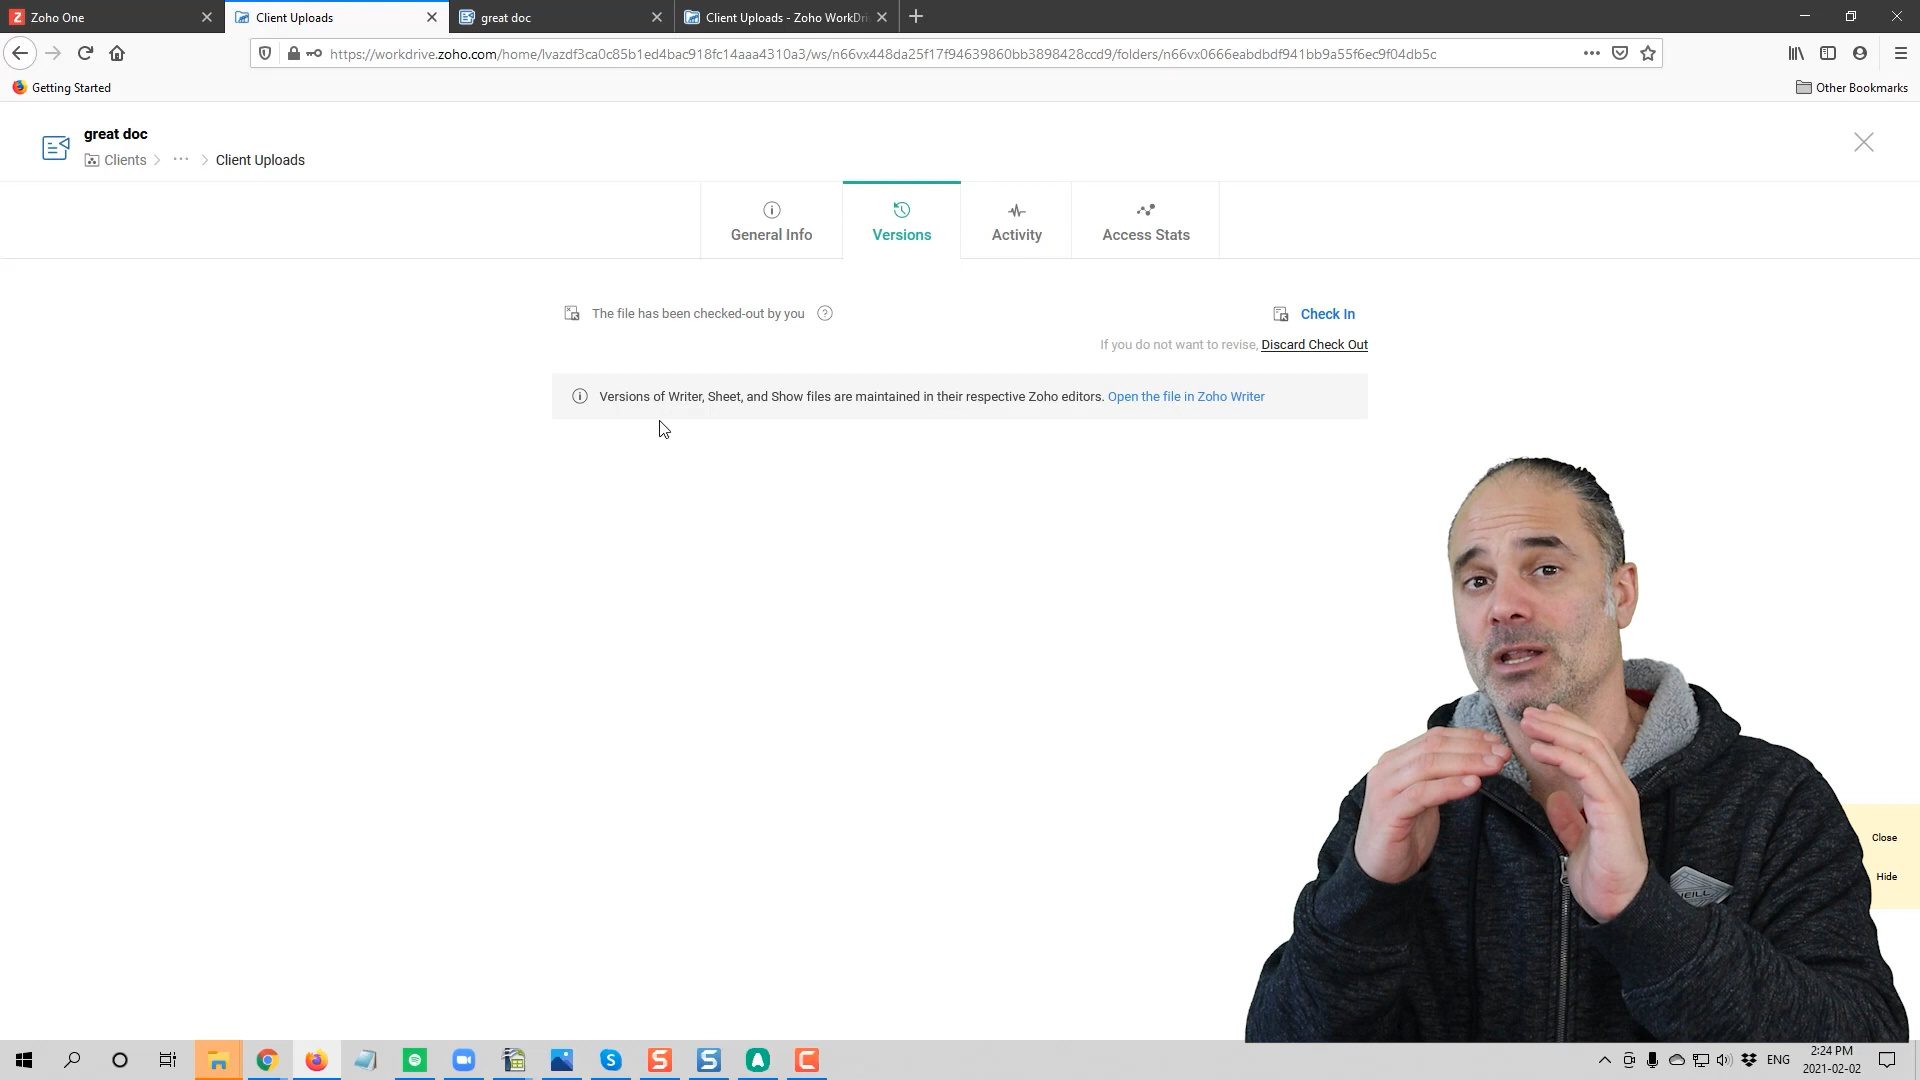 Zoho One
Client Uploads
great doc
Client Uploads - Zoho WorkDri
https://workdrive.zoho.com/home/lvazdf3ca0c85b1ed4bac918fc14aaa4310a3/ws/n66vx448da25f17f94639860bb3898428ccd9/folders/n66vx0666eabdbdf941bb9a55f6ec9f04db5c
Getting Started
Other Bookmarks
great doc
Clients > ··· > Client Uploads
General Info
Versions
Activity
Access Stats
The file has been checked-out by you
Check In
If you do not want to revise, Discard Check Out
Versions of Writer, Sheet, and Show files are maintained in their respective Zoho editors. Open the file in Zoho Writer
Close
Hide
ENG
2:24 PM
2021-02-02